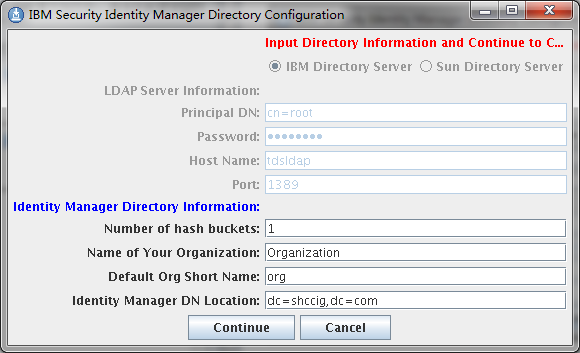 IBM Security Identity Manager Directory Configuration
Input Directory Information and Continue to C...
IBM Directory Server Sun Directory Server
LDAP Server Information:
Principal DN: cn=root
Password: ●●●●●●●●
Host Name: tdsldap
Port: 1389
Identity Manager Directory Information:
Number of hash buckets: 1
Name of Your Organization: Organization
Default Org Short Name: org
Identity Manager DN Location: dc=shccig,dc=com
Continue Cancel